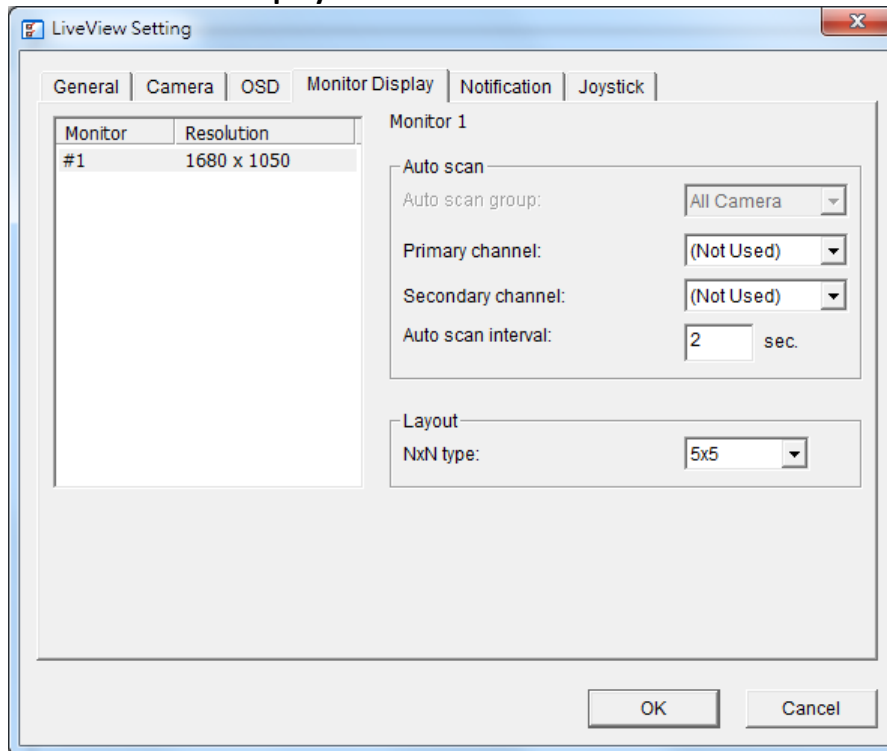 LiveView Setting
General Camera OSD Monitor Display Notification Joystick
Monitor Resolution
#1 1680 x 1050
Monitor 1
Auto scan
Auto scan group: All Camera
Primary channel: (Not Used)
Secondary channel: (Not Used)
Auto scan interval: 2 sec.
Layout
NxN type: 5x5
OK Cancel